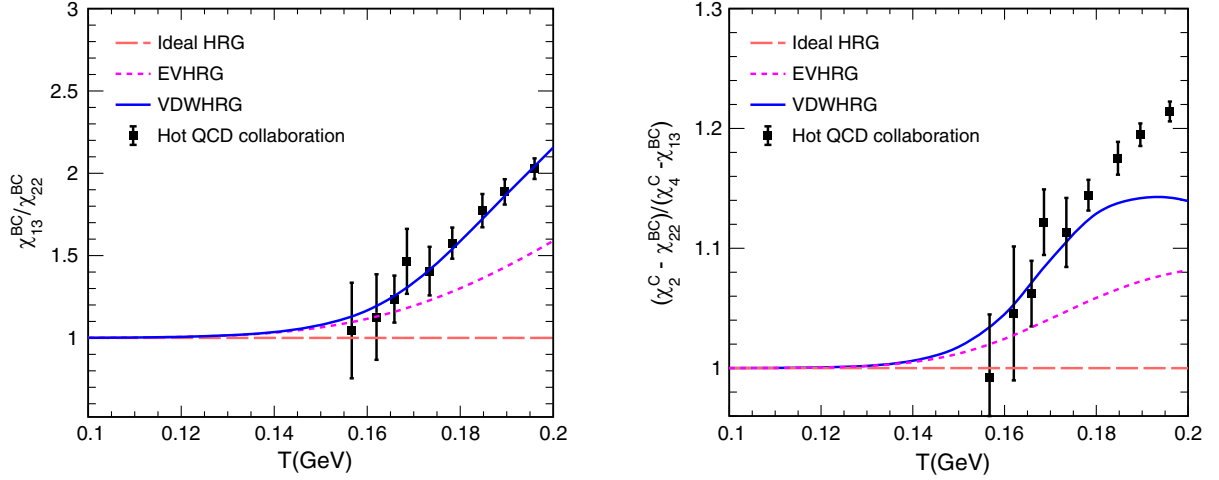 3
2.5
2
1.5
1
χ₁₃ᴮᶜ/χ₂₂ᴮᶜ
Ideal HRG
EVHRG
VDWHRG
Hot QCD collaboration
0.1 0.12 0.14 0.16 0.18 0.2
T(GeV)
1.3
1.2
1.1
1
(χ₂ᶜ - χ₂₂ᴮᶜ)/(χ₄ᶜ -χ₁₃ᴮᶜ)
Ideal HRG
EVHRG
VDWHRG
Hot QCD collaboration
0.1 0.12 0.14 0.16 0.18 0.2
T(GeV)